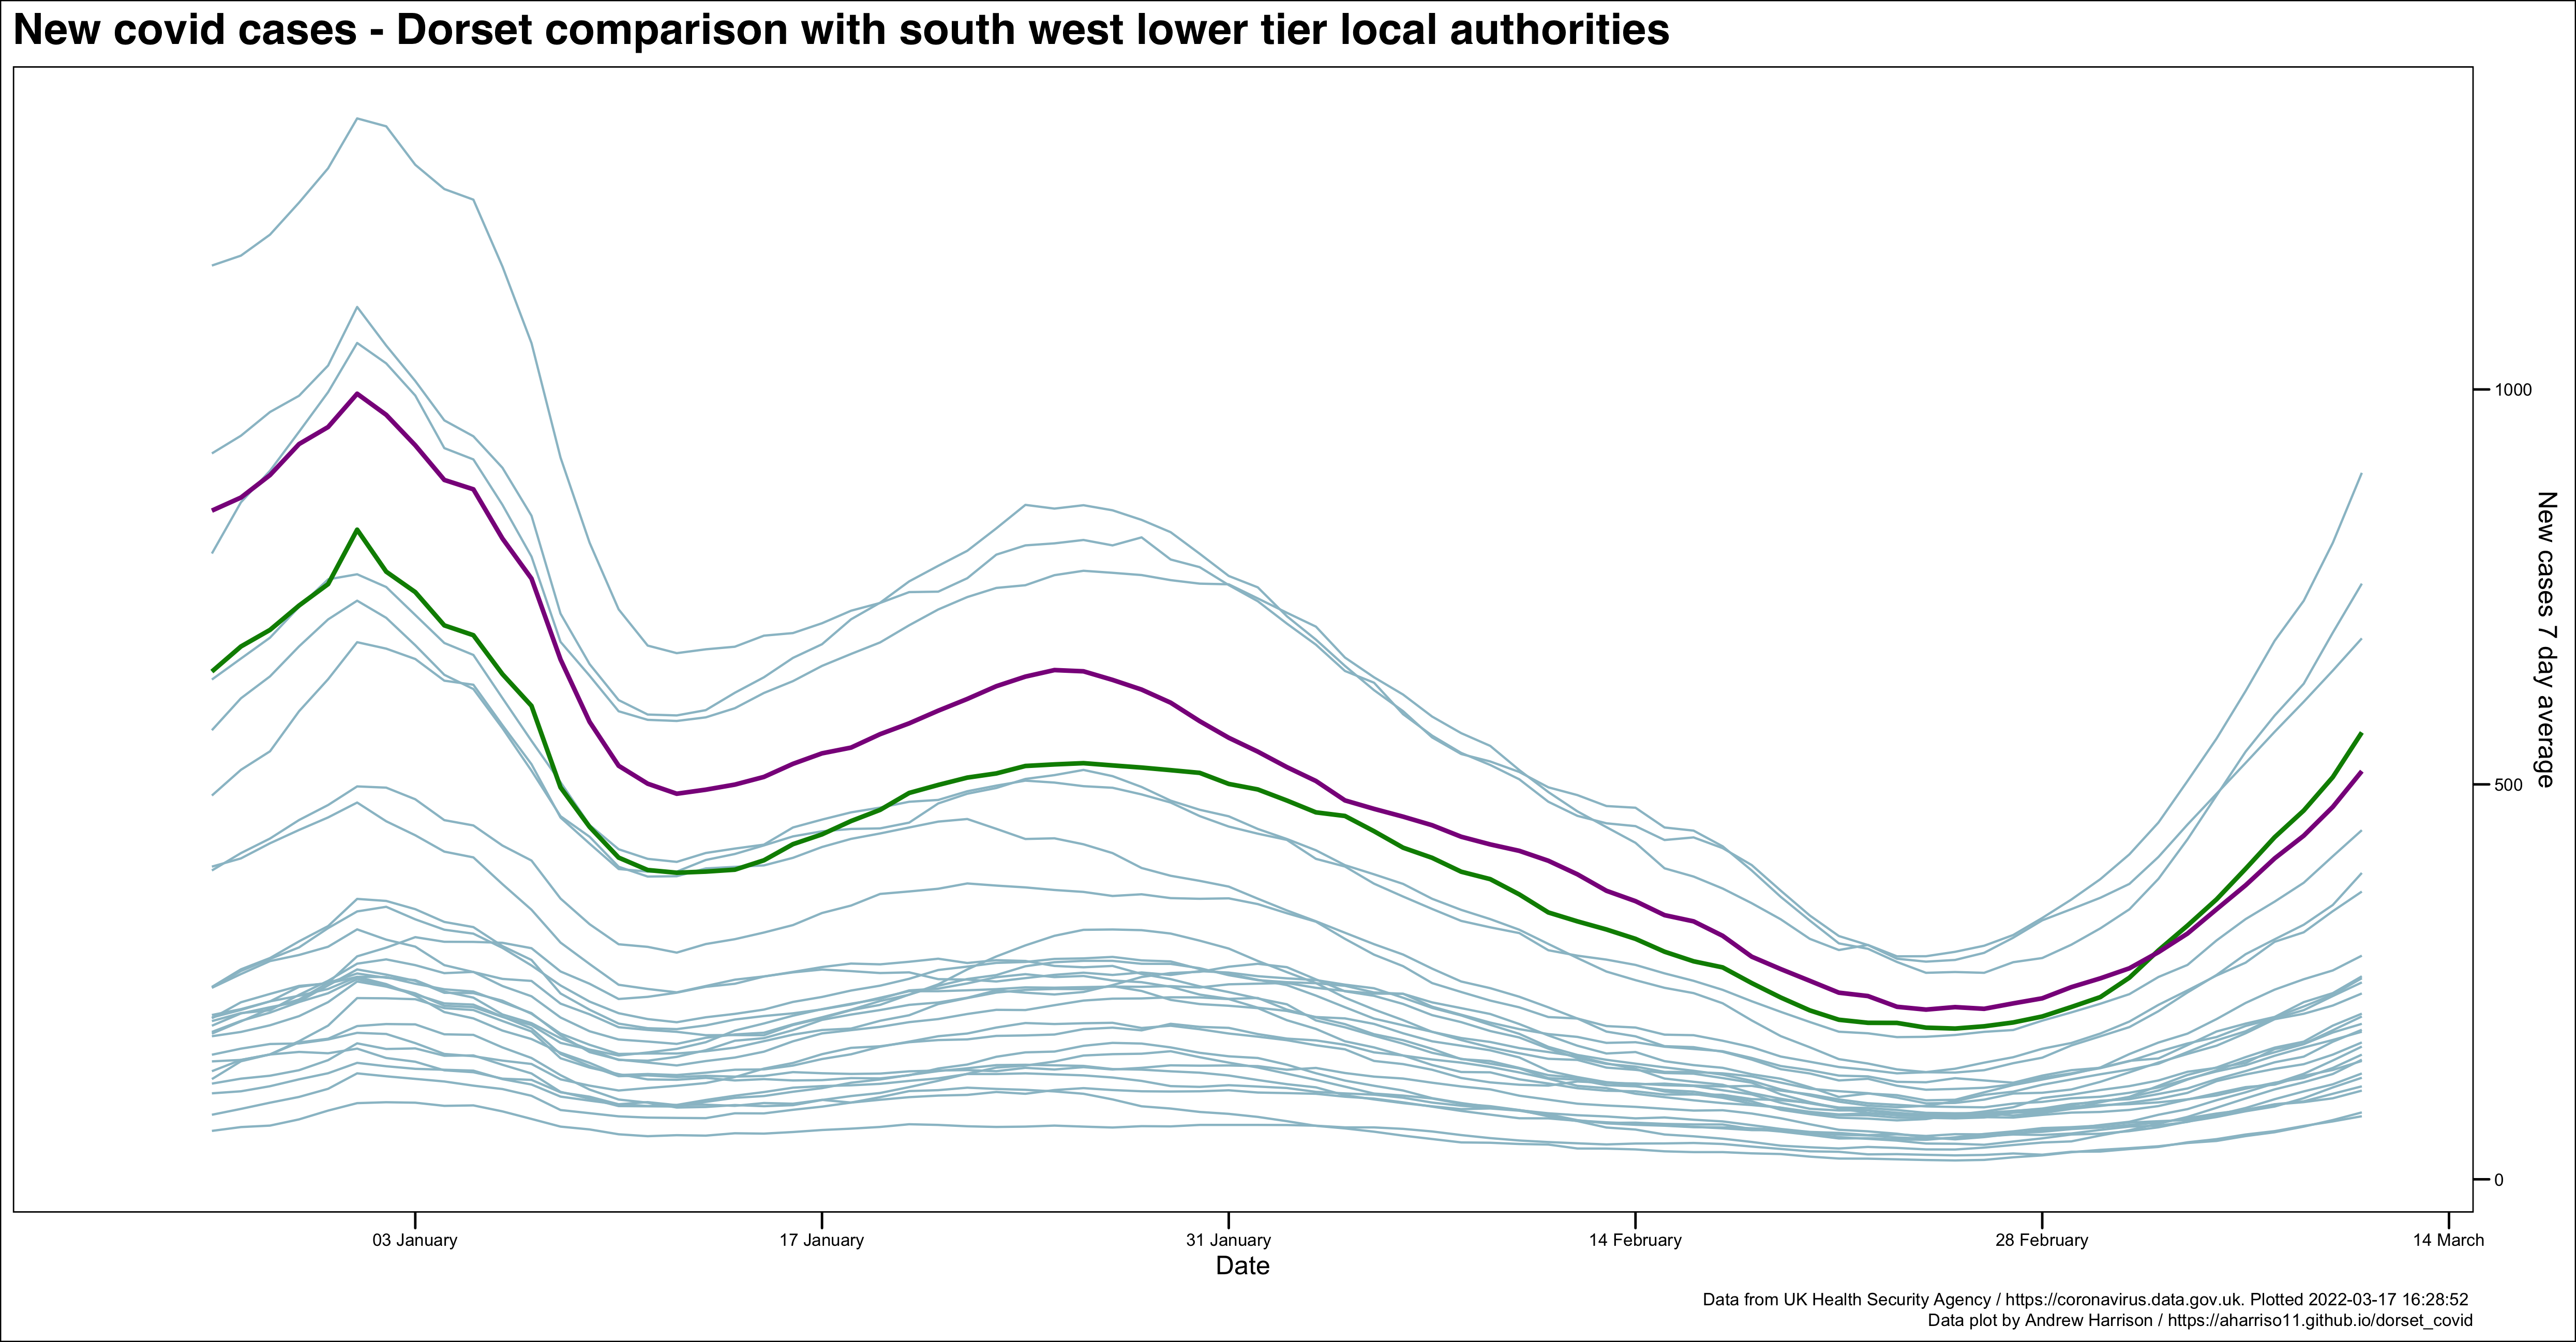 New covid cases - Dorset comparison with south west lower tier local authorities
1000
500
0
New cases 7 day average
03 January
17 January
31 January
14 February
28 February
14 March
Date
Data from UK Health Security Agency / https://coronavirus.data.gov.uk. Plotted 2022-03-17 16:28:52
Data plot by Andrew Harrison / https://aharriso11.github.io/dorset_covid